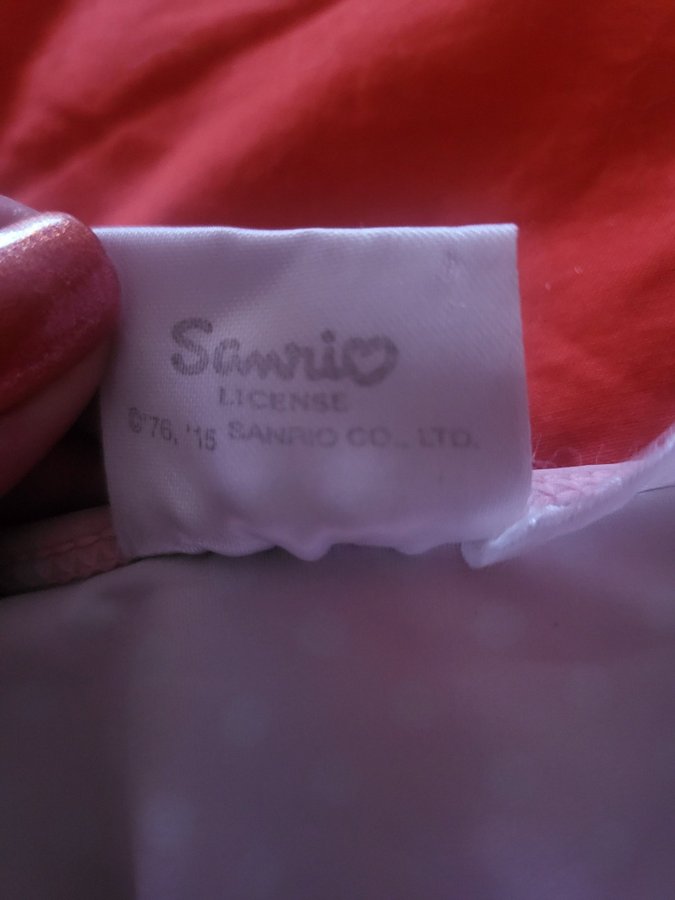 Sanrio
LICENSE
©'76, '15 SANRIO CO., LTD.